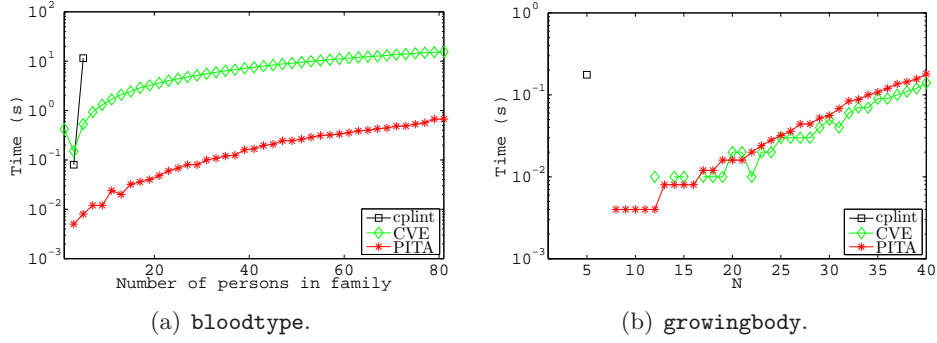 10^2
10^1
10^0
10^-1
10^-2
10^-3
Time (s)
20 40 60 80
Number of persons in family
cplint
CVE
PITA
(a) bloodtype.
10^0
10^-1
10^-2
10^-3
Time (s)
5 10 15 20 25 30 35 40
N
cplint
CVE
PITA
(b) growingbody.